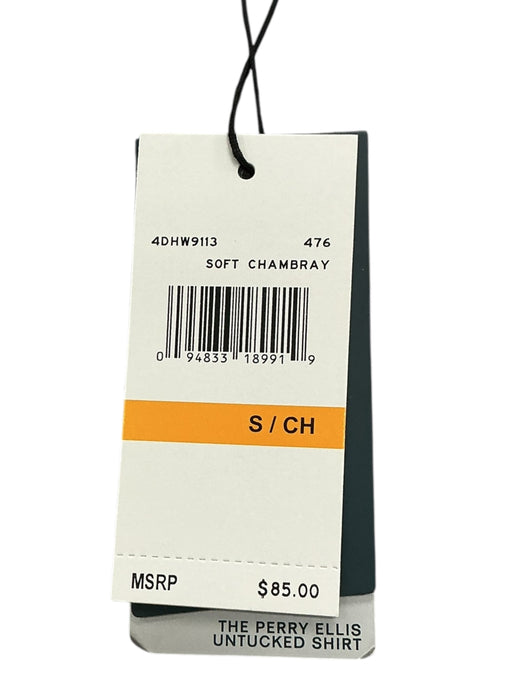 4DHW9113 476
SOFT CHAMBRAY
0 94833 18991 9
S / CH
MSRP $85.00
THE PERRY ELLIS
UNTUCKED SHIRT